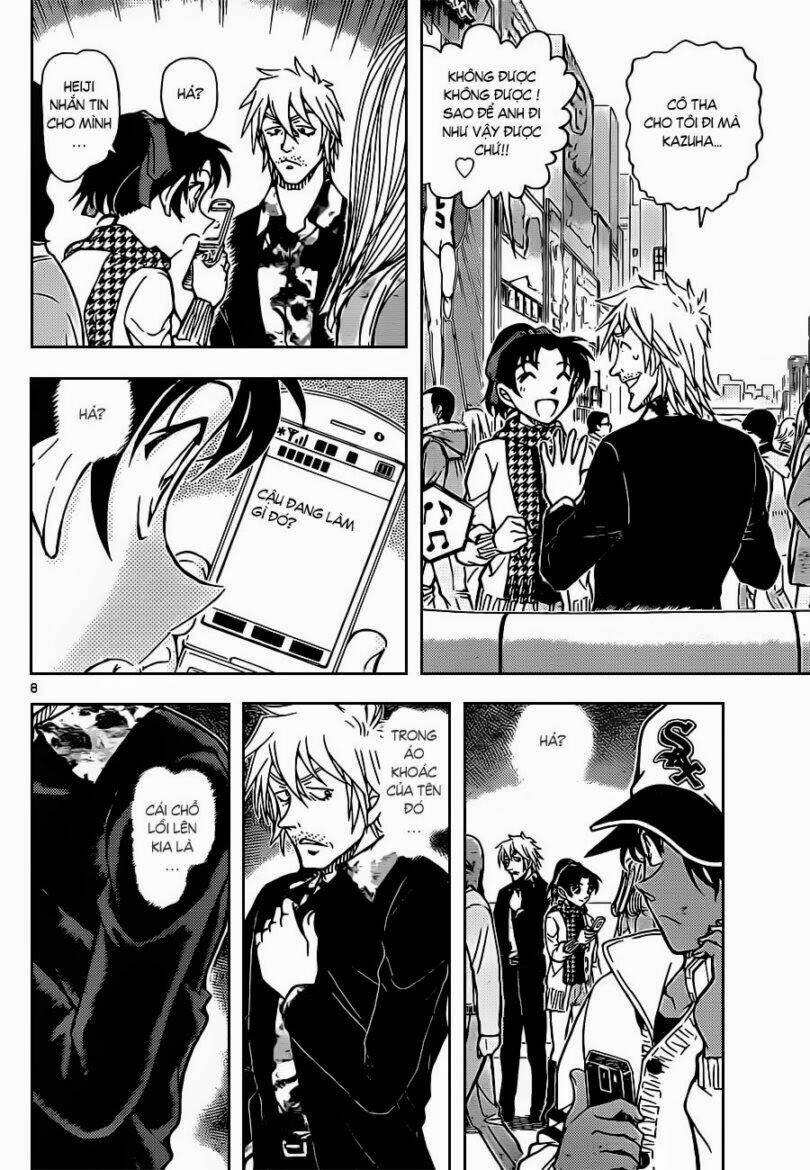 CÔ THA
CHO TÔI ĐI MÀ
KAZUHA...
KHÔNG ĐƯỢC
KHÔNG ĐƯỢC !
SAO ĐỂ ANH ĐI
NHƯ VẬY ĐƯỢC
CHỨ!!
♡
HẢ?
HEIJI
NHẮN TIN
CHO MÌNH
...
HẢ?
CẬU ĐANG LÀM
GÌ ĐÓ?
8
HẢ?
SOX
TRONG
ÁO
KHOÁC
CỦA TÊN
ĐÓ
...
CÁI CHỖ
LỒI LÊN
KIA LÀ
...